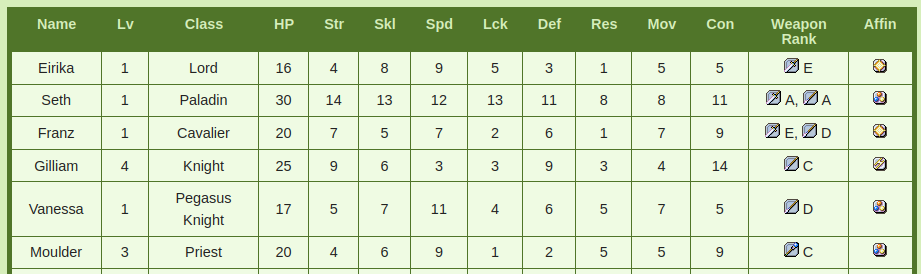 Name Lv Class HP Str Skl Spd Lck Def Res Mov Con Weapon Rank Affin
Eirika 1 Lord 16 4 8 9 5 3 1 5 5 E
Seth 1 Paladin 30 14 13 12 13 11 8 8 11 A, A
Franz 1 Cavalier 20 7 5 7 2 6 1 7 9 E, D
Gilliam 4 Knight 25 9 6 3 3 9 3 4 14 C
Vanessa 1 Pegasus Knight 17 5 7 11 4 6 5 7 5 D
Moulder 3 Priest 20 4 6 9 1 2 5 5 9 C